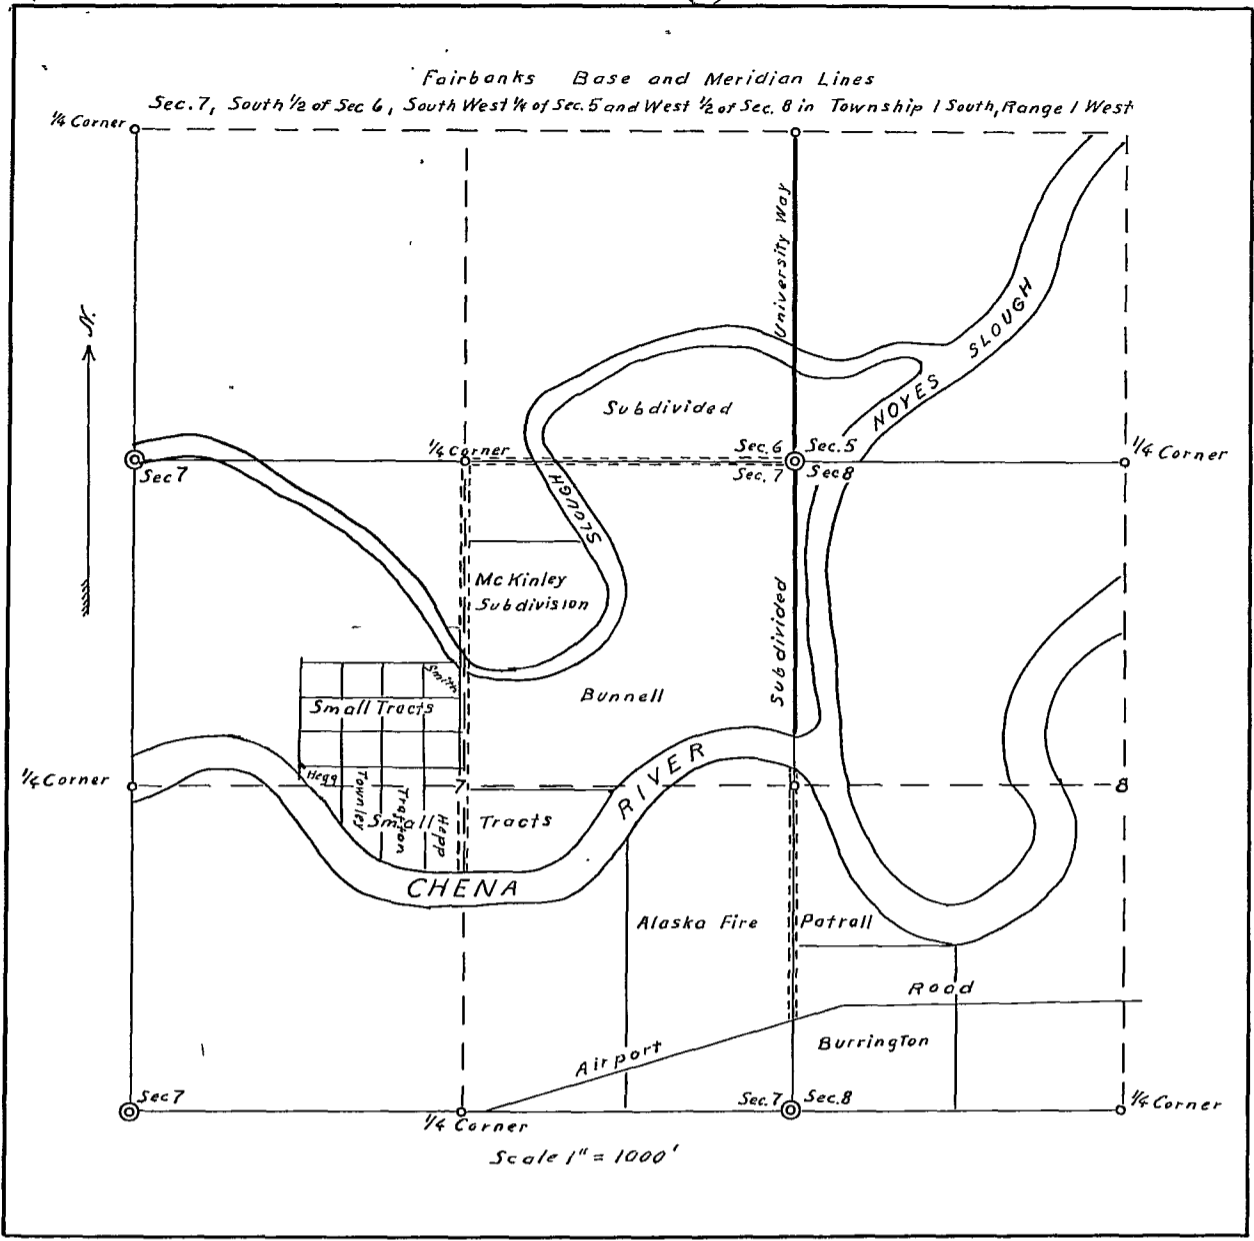 Fairbanks Base and Meridian Lines
Sec. 7, South ½ of Sec 6, South West ¼ of Sec. 5 and West ½ of Sec. 8 in Township 1 South, Range 1 West
¼ Corner
University Way
N.
NOYES SLOUGH
Subdivided
¼ Corner
Sec. 6
Sec. 5
¼ Corner
Sec 7
Sec. 7
Sec 8
SLOUGH
McKinley
Subdivision
Subdivided
Smith
Bunnell
Small Tracts
¼ Corner
Hegg
7
8
Townley
Tratton
Hepp
Small Tracts
RIVER
CHENA
Alaska Fire
Patrall
Road
Airport
Burrington
Sec 7
¼ Corner
Sec. 7
Sec. 8
¼ Corner
Scale 1" = 1000'